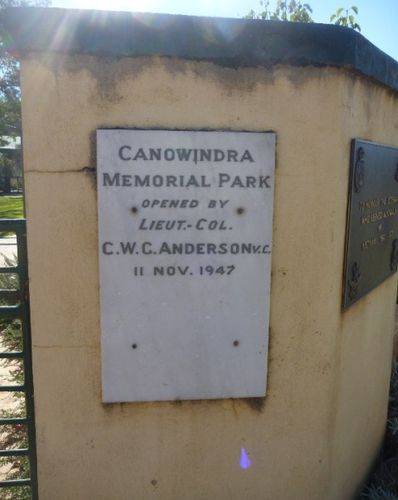 CANOWINDRA
MEMORIAL PARK
OPENED BY
LIEUT.-COL.
C.W.G. ANDERSON V.C.
11 NOV. 1947